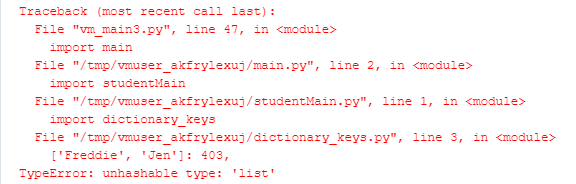 Traceback (most recent call last):
File "vm_main3.py", line 47, in <module>
import main
File "/tmp/vmuser_akfrylexuj/main.py", line 2, in <module>
import studentMain
File "/tmp/vmuser_akfrylexuj/studentMain.py", line 1, in <module>
import dictionary_keys
File "/tmp/vmuser_akfrylexuj/dictionary_keys.py", line 3, in <module>
['Freddie', 'Jen']: 403,
TypeError: unhashable type: 'list'